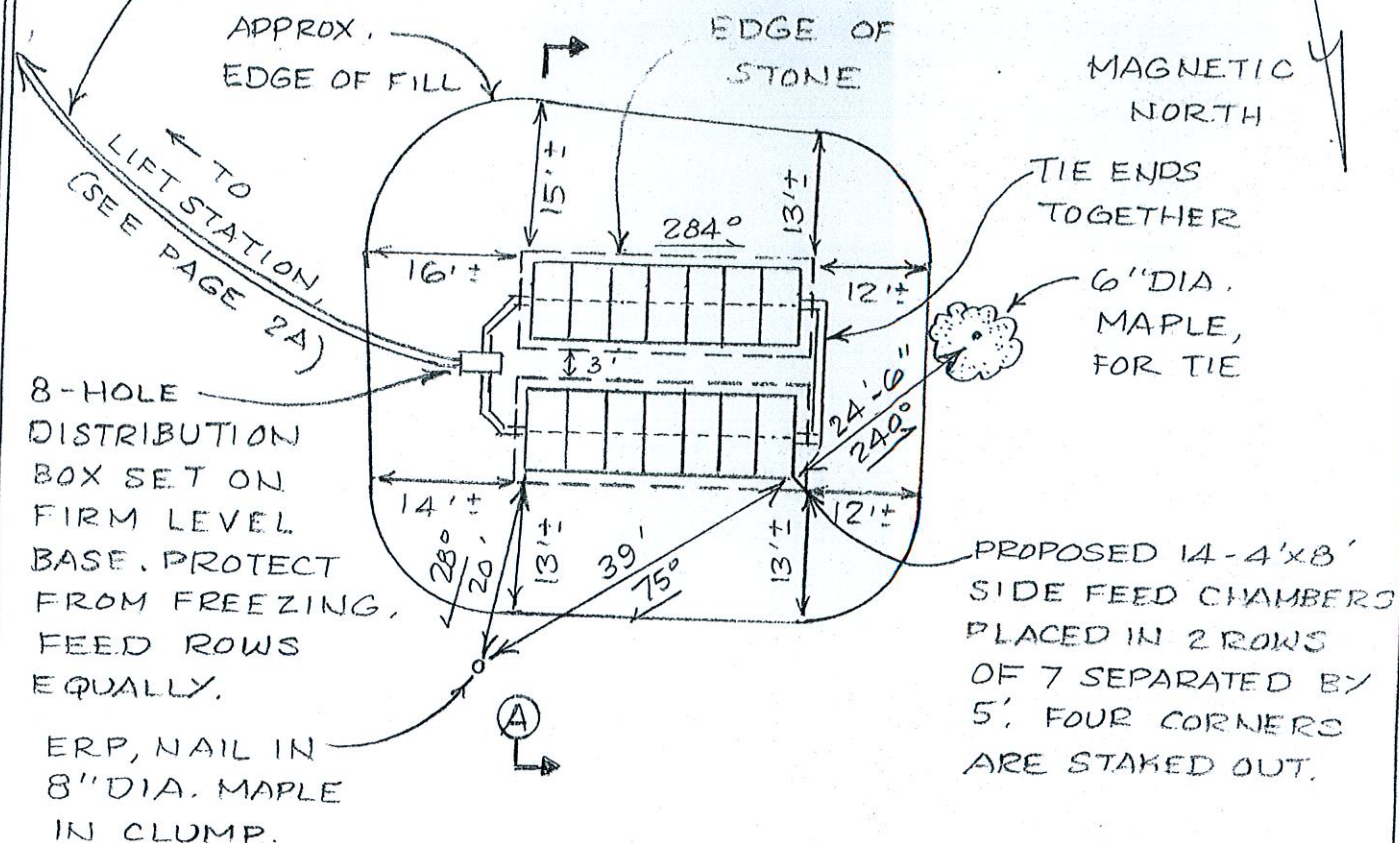 APPROX.
EDGE OF FILL
EDGE OF
STONE
MAGNETIC
NORTH
← TO
LIFT STATION,
(SEE PAGE 2A)
15'±
13'±
284°
16'±
12'±
TIE ENDS
TOGETHER
6"DIA.
MAPLE,
FOR TIE
3'
24'-6"
240°
8-HOLE
DISTRIBUTION
BOX SET ON
FIRM LEVEL
BASE. PROTECT
FROM FREEZING.
FEED ROWS
EQUALLY.
14'±
12'±
28°
20'
13'±
39'
75°
13'±
PROPOSED 14-4'X8'
SIDE FEED CHAMBERS
PLACED IN 2 ROWS
OF 7 SEPARATED BY
5'. FOUR CORNERS
ARE STAKED OUT.
A
ERP, NAIL IN
8"DIA. MAPLE
IN CLUMP.